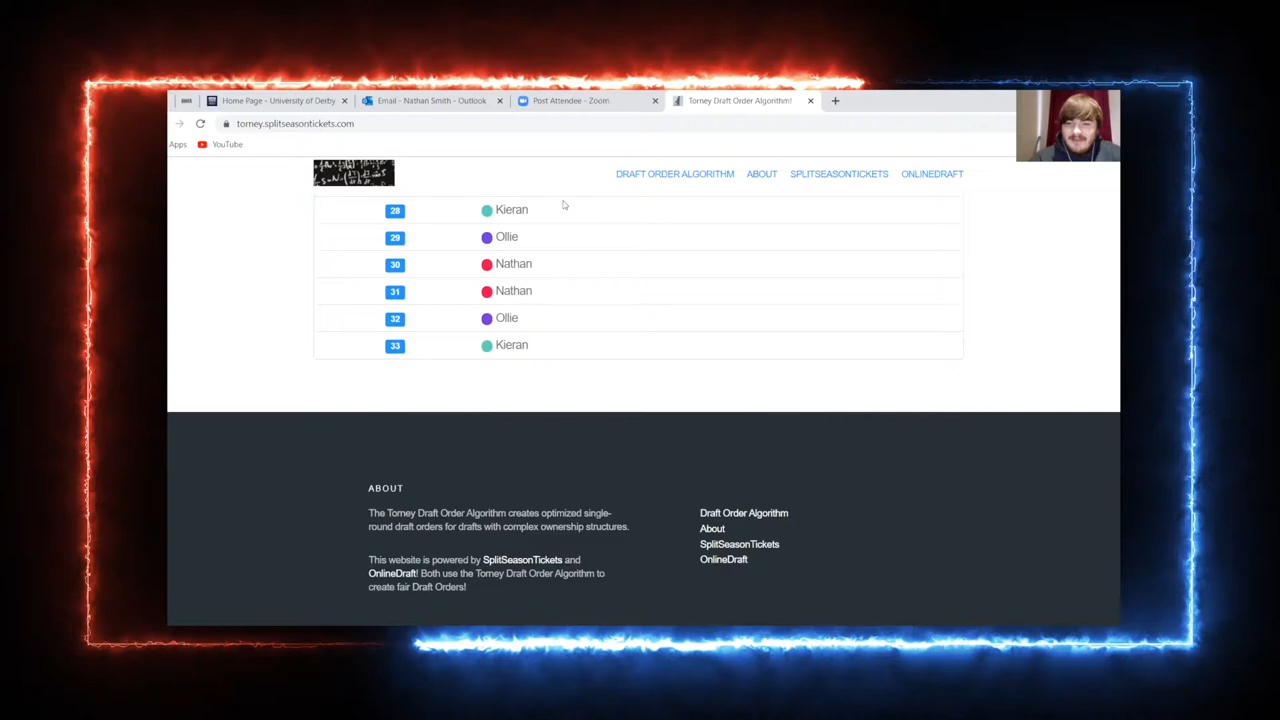 Home Page - University of Derby
Email - Nathan Smith - Outlook
Post Attendee - Zoom
Torney Draft Order Algorithm!
torney.splitseasontickets.com
Apps
YouTube
DRAFT ORDER ALGORITHM
ABOUT
SPLITSEASONTICKETS
ONLINEDRAFT
28 Kieran
29 Ollie
30 Nathan
31 Nathan
32 Ollie
33 Kieran
ABOUT
The Torney Draft Order Algorithm creates optimized single-
round draft orders for drafts with complex ownership structures.
This website is powered by SplitSeasonTickets and
OnlineDraft! Both use the Torney Draft Order Algorithm to
create fair Draft Orders!
Draft Order Algorithm
About
SplitSeasonTickets
OnlineDraft